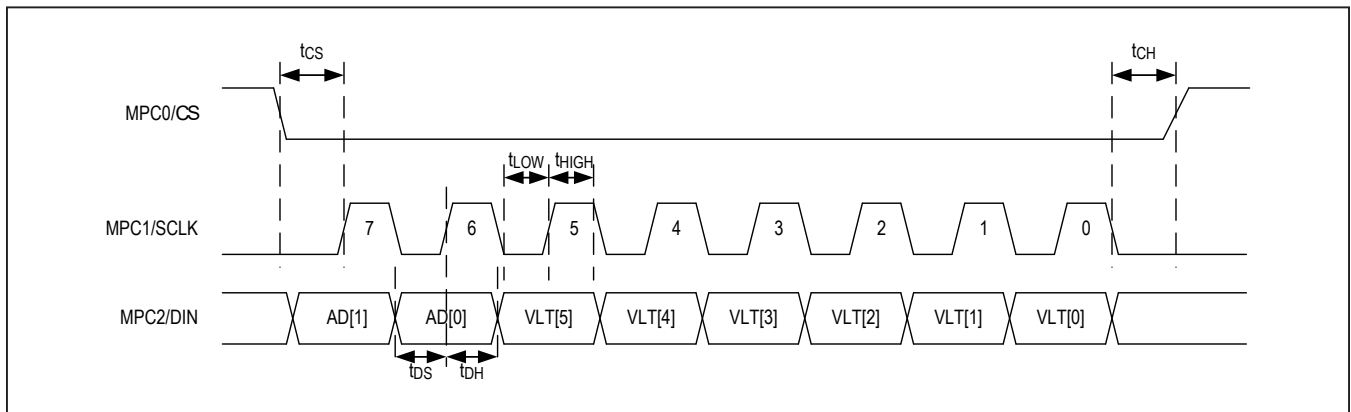 tCS tCH
MPC0/CS
tLOW tHIGH
MPC1/SCLK 7 6 5 4 3 2 1 0
MPC2/DIN AD[1] AD[0] VLT[5] VLT[4] VLT[3] VLT[2] VLT[1] VLT[0]
tDS tDH